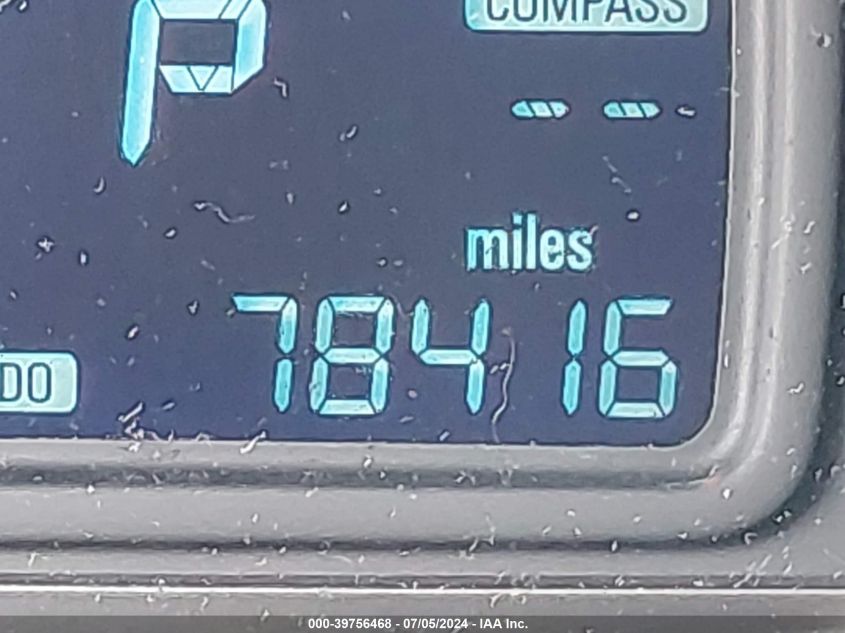 P
COMPASS
-- --
miles
78416
DO
000-39756468 - 07/05/2024 - IAA Inc.